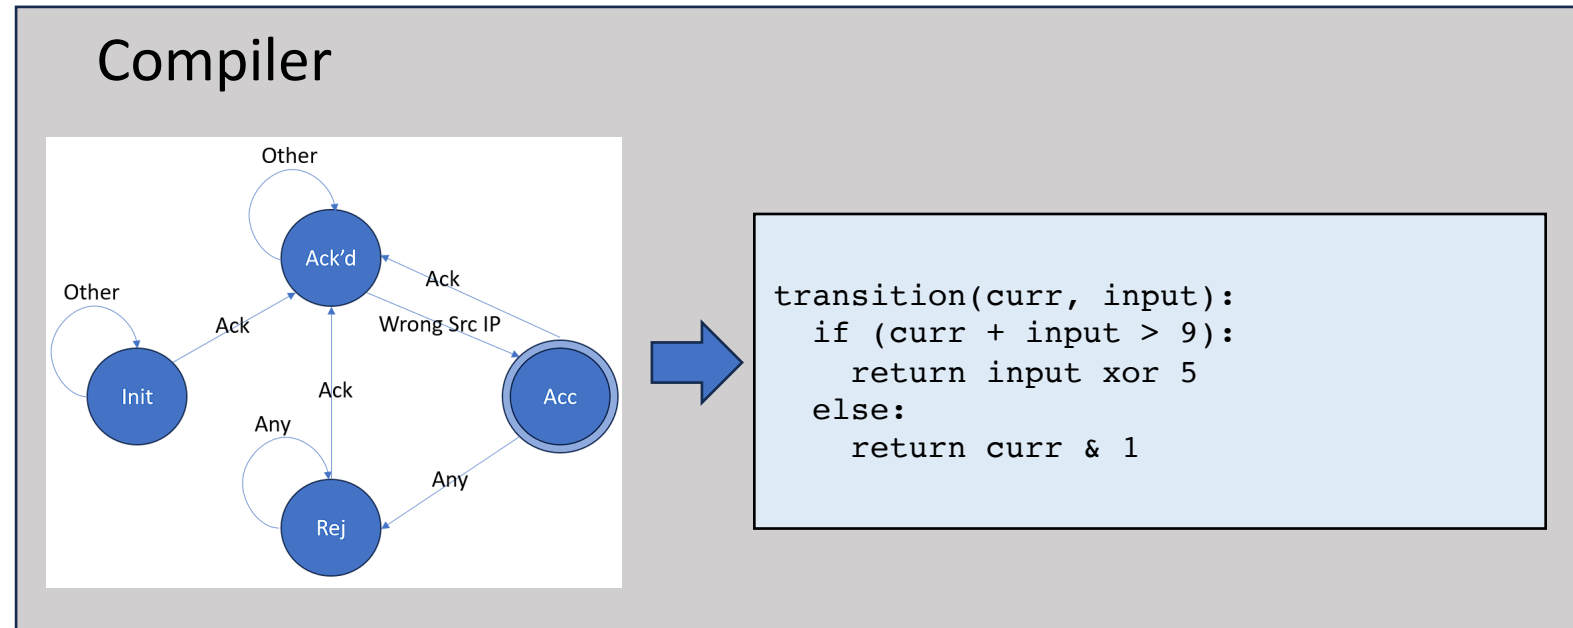 Compiler
Other
Ack'd
Ack
Other
Ack
Wrong Src IP
Init
Ack
Acc
Any
Any
Rej
transition(curr, input):
if (curr + input > 9):
return input xor 5
else:
return curr & 1